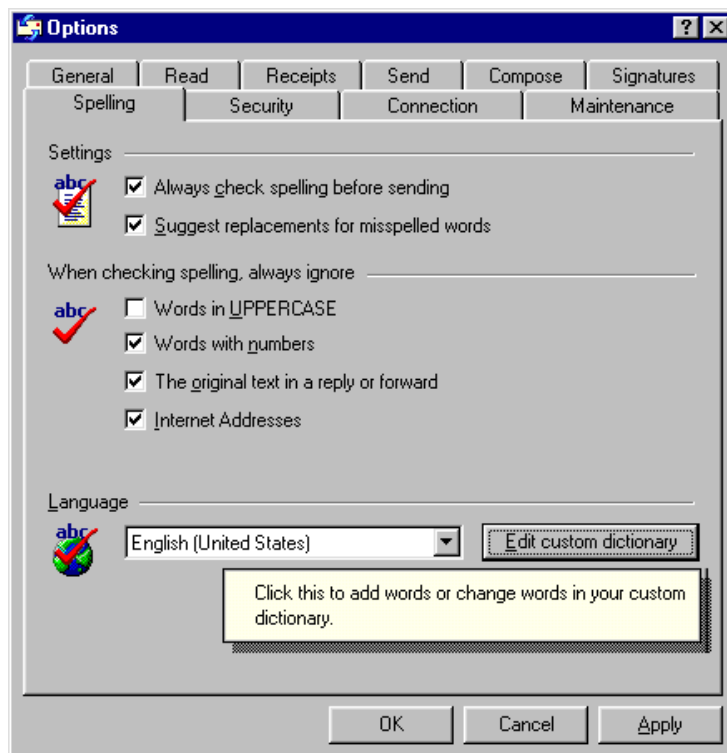 Options
General Read Receipts Send Compose Signatures
Spelling Security Connection Maintenance
Settings
abc
Always check spelling before sending
Suggest replacements for misspelled words
When checking spelling, always ignore
abc
Words in UPPERCASE
Words with numbers
The original text in a reply or forward
Internet Addresses
Language
abc
English (United States) Edit custom dictionary
Click this to add words or change words in your custom
dictionary.
OK Cancel Apply